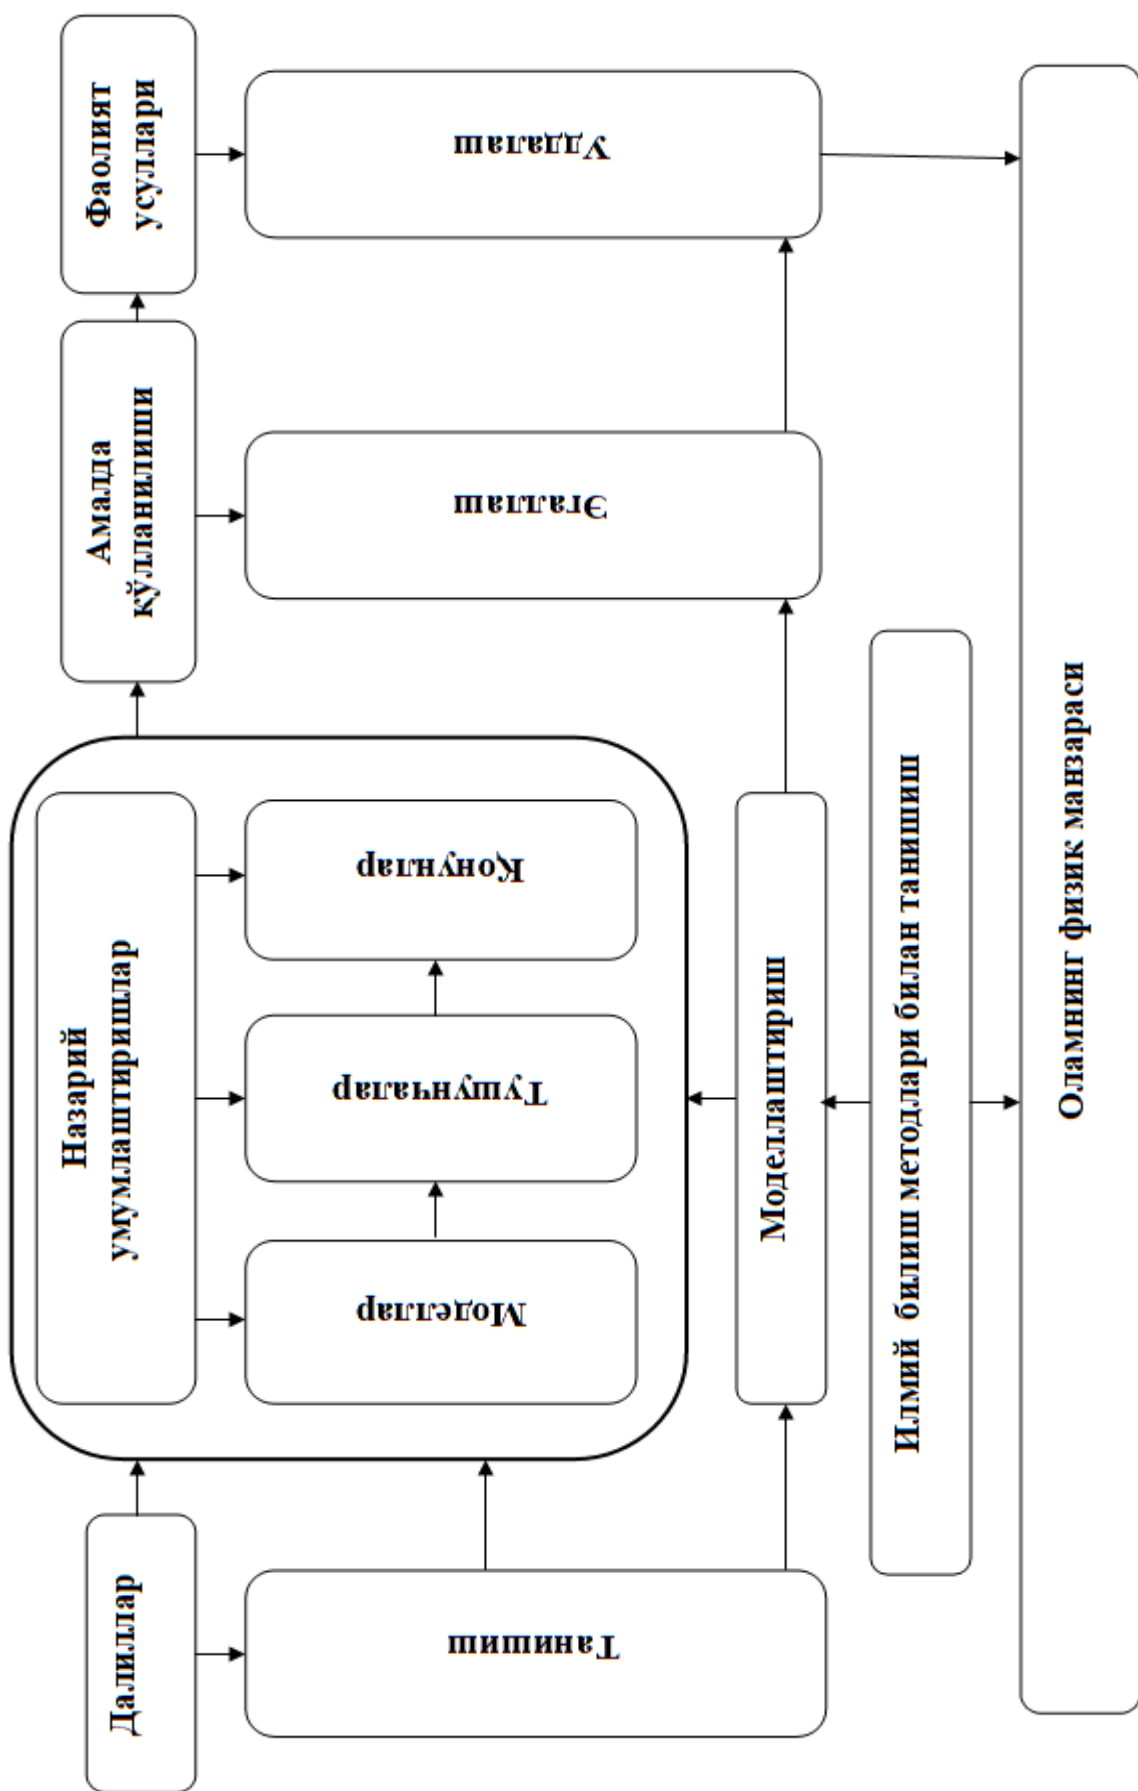 Далиллар
Назарий
умумлаштиришлар
Амалда
қўлланилиши
Фаолият
усуллари
Танишиш
Моделлар
Тушунчалар
Қонунлар
Эгаллаш
Уддалаш
Моделлаштириш
Илмий билиш методлари билан танишиш
Оламнинг физик манзараси